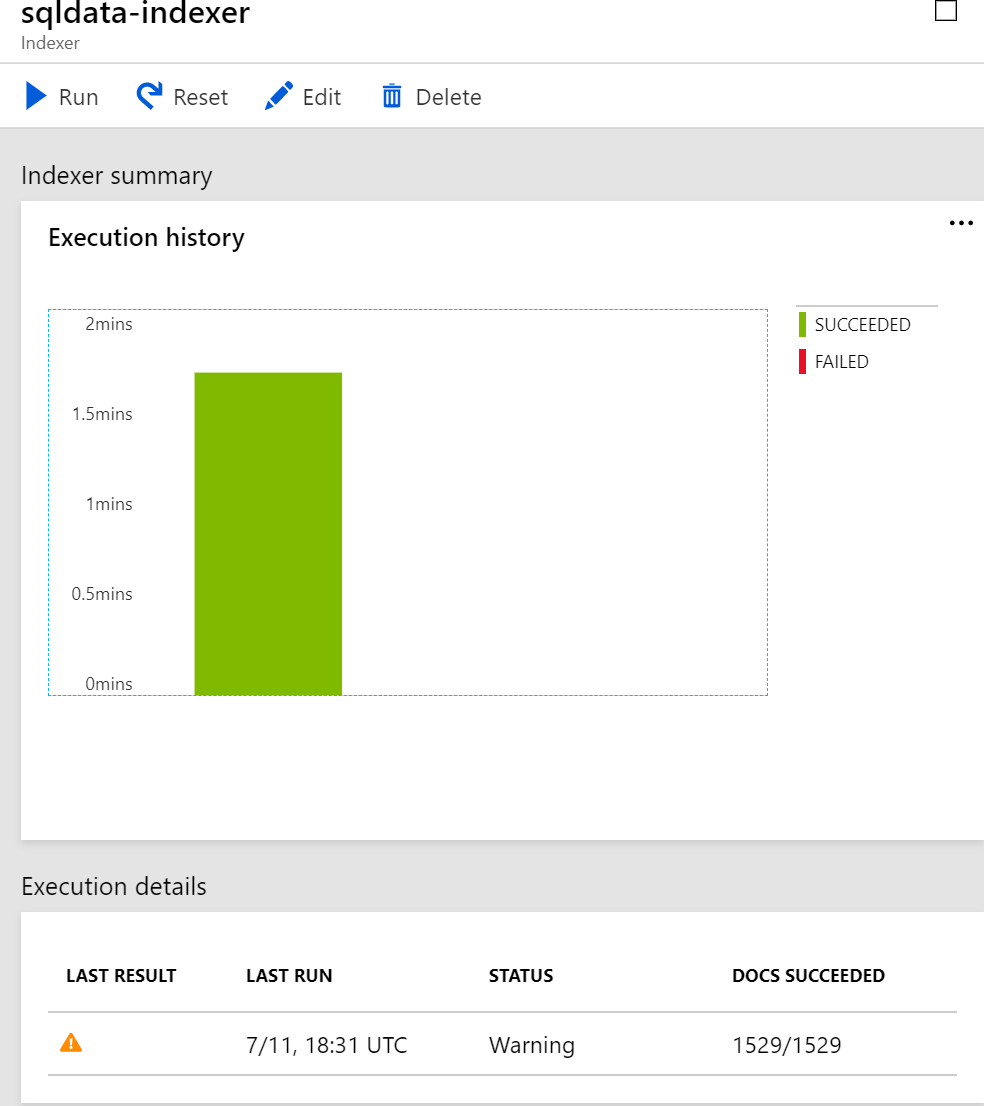 sqldata-indexer
Indexer
Run Reset Edit Delete
Indexer summary
Execution history
2mins
1.5mins
1mins
0.5mins
0mins
SUCCEEDED
FAILED
Execution details
LAST RESULT LAST RUN STATUS DOCS SUCCEEDED
7/11, 18:31 UTC Warning 1529/1529